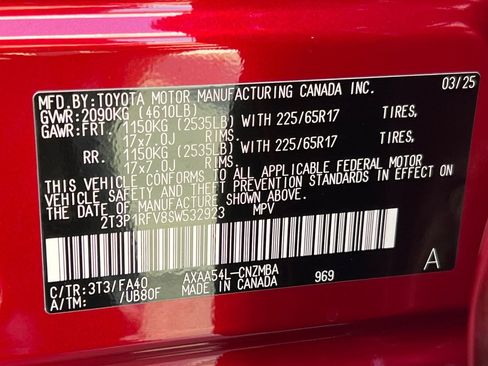 MFD.BY:TOYOTA MOTOR MANUFACTURING CANADA INC. 03/25
GVWR:2090KG (4610LB)
GAWR:FRT. 1150KG (2535LB) WITH 225/65R17 TIRES,
17x7.0J RIMS.
RR. 1150KG (2535LB) WITH 225/65R17 TIRES,
17x7.0J RIMS.
THIS VEHICLE CONFORMS TO ALL APPLICABLE FEDERAL MOTOR
VEHICLE SAFETY AND THEFT PREVENTION STANDARDS IN EFFECT ON
THE DATE OF MANUFACTURE SHOWN ABOVE.
2T3P1RFV8SW532923 MPV
C/TR:3T3/FA40 AXAA54L-CNZMBA 969 A
A/TM: /UB80F MADE IN CANADA